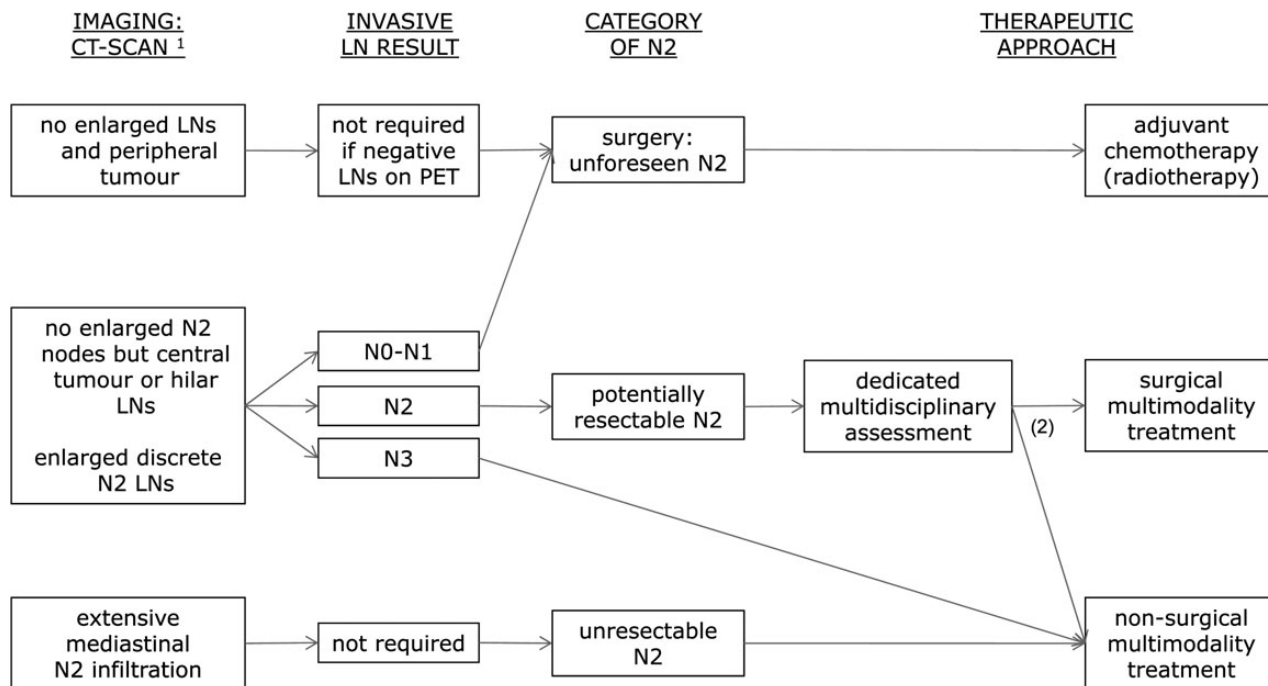 IMAGING:
CT-SCAN ¹
INVASIVE
LN RESULT
CATEGORY
OF N2
THERAPEUTIC
APPROACH
no enlarged LNs
and peripheral
tumour
not required
if negative
LNs on PET
surgery:
unforeseen N2
adjuvant
chemotherapy
(radiotherapy)
no enlarged N2
nodes but central
tumour or hilar
LNs
enlarged discrete
N2 LNs
N0-N1
N2
N3
potentially
resectable N2
dedicated
multidisciplinary
assessment
(2)
surgical
multimodality
treatment
extensive
mediastinal
N2 infiltration
not required
unresectable
N2
non-surgical
multimodality
treatment